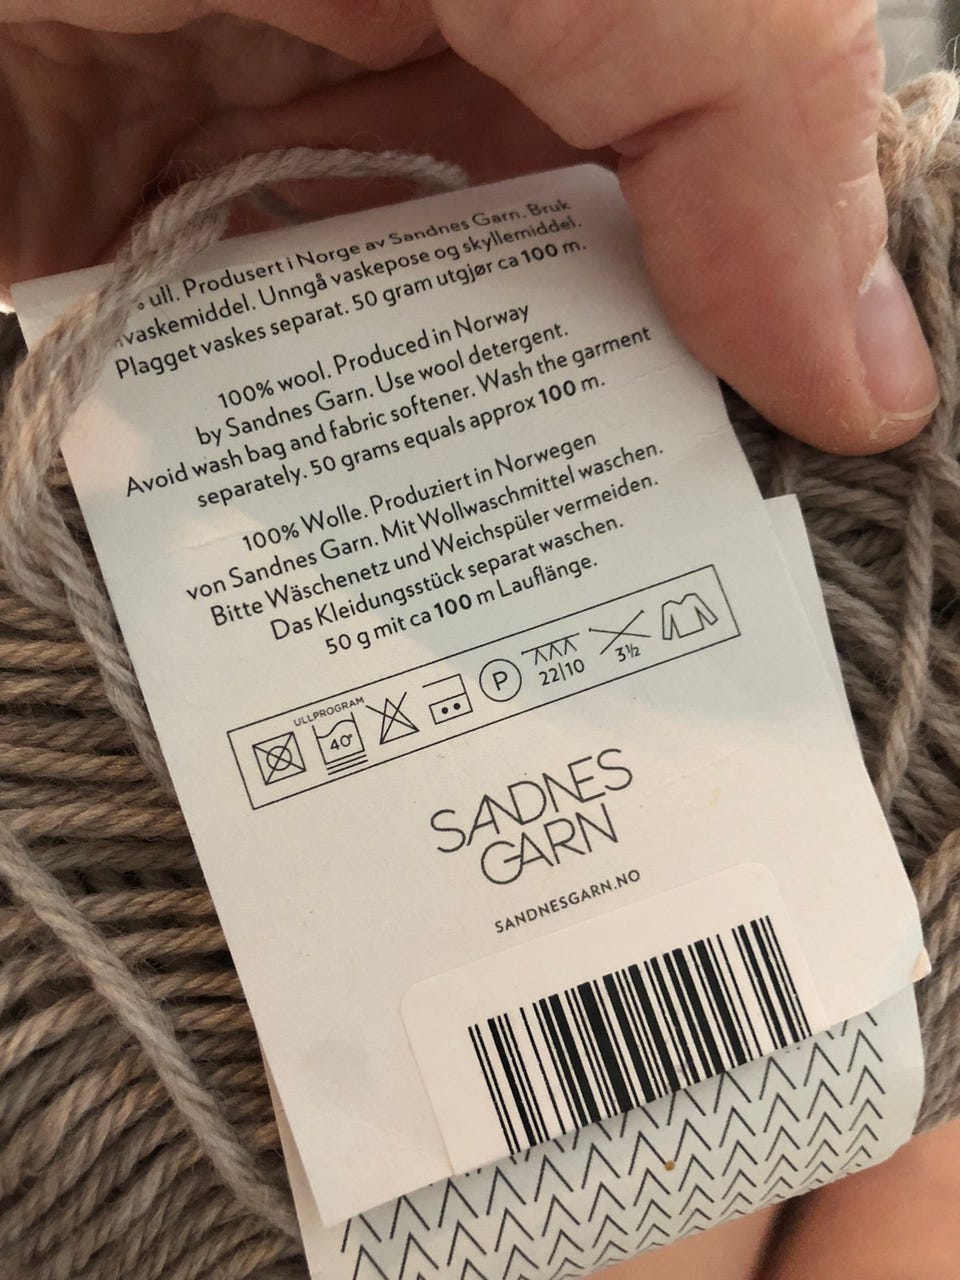 ull. Produsert i Norge av Sandnes Garn. Bruk
vaskemiddel. Unngå vaskepose og skyllemiddel.
Plagget vaskes separat. 50 gram utgjør ca 100 m.
100% wool. Produced in Norway
by Sandnes Garn. Use wool detergent.
Avoid wash bag and fabric softener. Wash the garment
separately. 50 grams equals approx 100 m.
100% Wolle. Produziert in Norwegen
von Sandnes Garn. Mit Wollwaschmittel waschen.
Bitte Wäschenetz und Weichspüler vermeiden.
Das Kleidungsstück separat waschen.
50 g mit ca 100 m Lauflänge.
ULLPROGRAM
40° P 22/10 3½
SANDNES
GARN
SANDNESGARN.NO